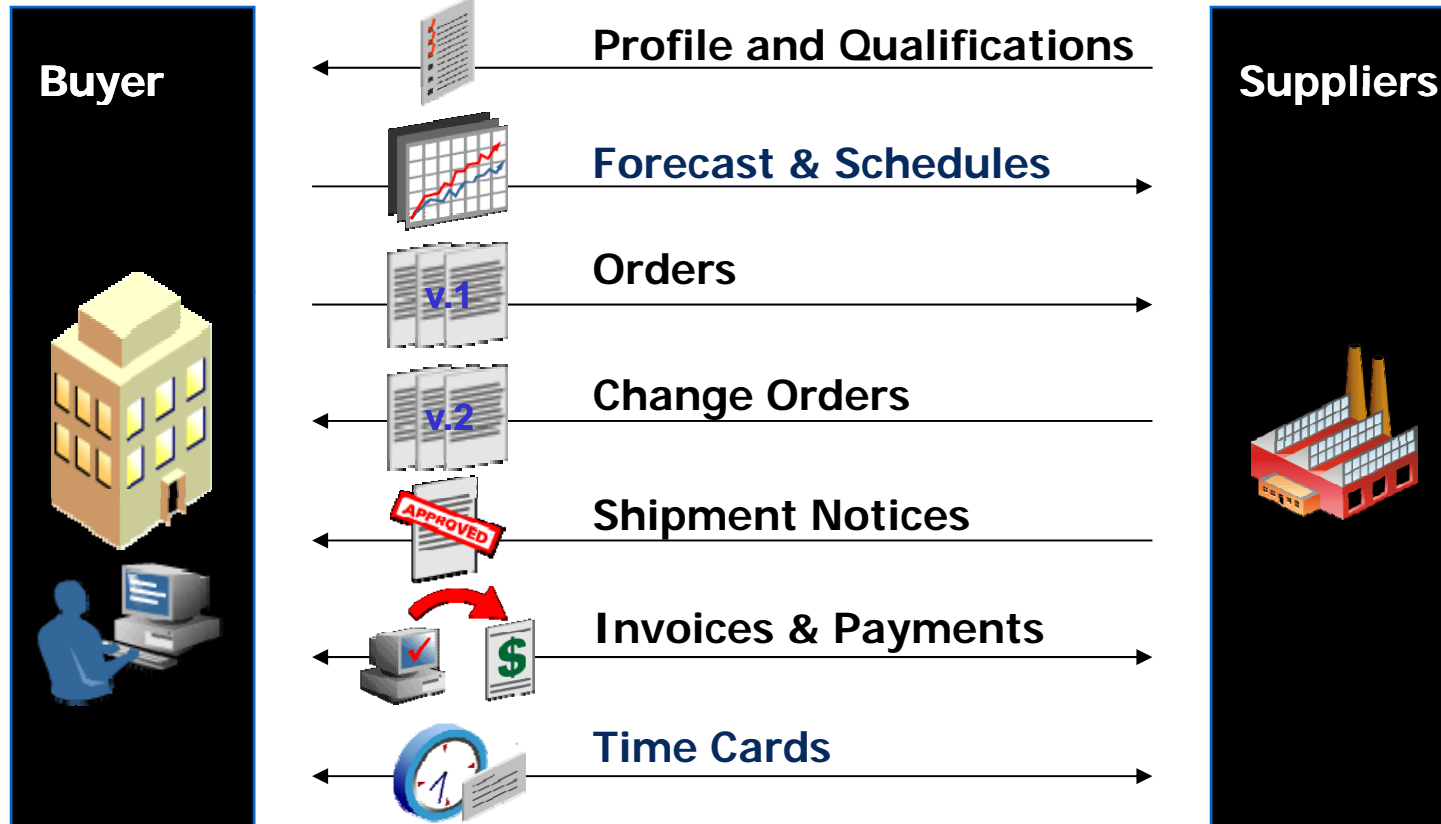 Buyer
Profile and Qualifications
Suppliers
Forecast & Schedules
v.1
Orders
v.2
Change Orders
APPROVED
Shipment Notices
$
Invoices & Payments
Time Cards